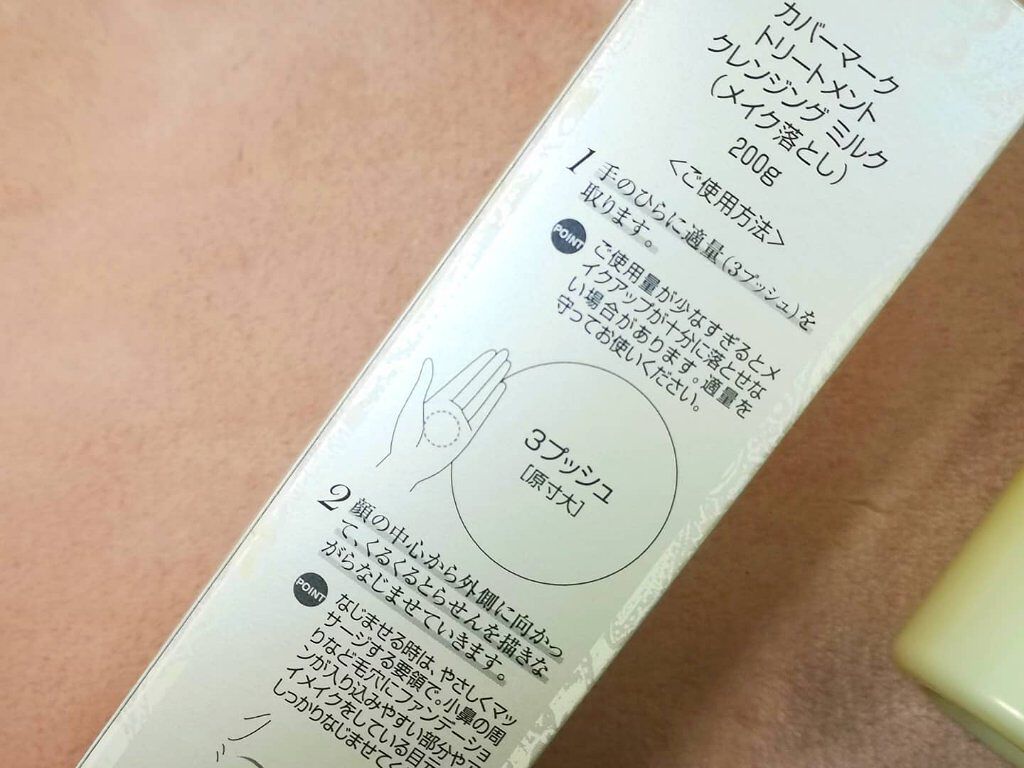 カバーマーク
トリートメント
クレンジング ミルク
(メイク落とし)
200g
<ご使用方法>
1 手のひらに適量(3プッシュ)を
取ります。
POINT ご使用量が少なすぎるとメ
イクアップが十分に落とせな
い場合があります。適量を
守ってお使いください。
3プッシュ
[原寸大]
2 顔の中心から外側に向かっ
て、くるくるとらせんを描きな
がらなじませていきます。
POINT なじませる時は、やさしくマッ
サージする要領で。小鼻の周
りなど毛穴にファンデーショ
ンが入り込みやすい部分や
イメイクをしている目元
しっかりなじませてく